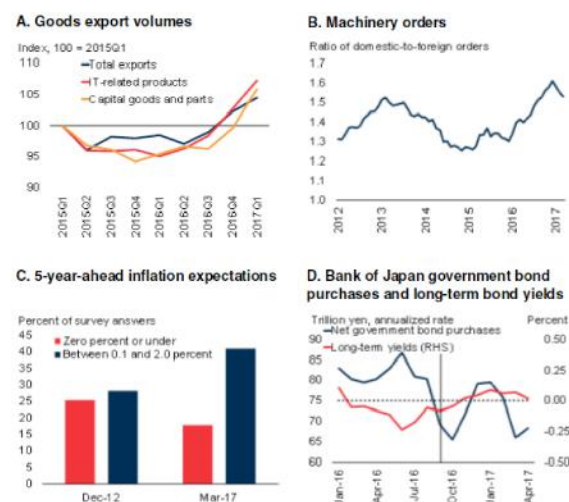 A. Goods export volumes
Index, 100 = 2015Q1
110
105
100
95
90
Total exports
IT-related products
Capital goods and parts
2015Q1
2015Q2
2015Q3
2015Q4
2016Q1
2016Q2
2016Q3
2016Q4
2017Q1
B. Machinery orders
Ratio of domestic-to-foreign orders
1.7
1.6
1.5
1.4
1.3
1.2
1.1
1.0
2012
2013
2014
2015
2016
2017
C. 5-year-ahead inflation expectations
Percent of survey answers
45
40
35
30
25
20
15
10
5
0
Zero percent or under
Between 0.1 and 2.0 percent
Dec-12
Mar-17
D. Bank of Japan government bond
purchases and long-term bond yields
Trillion yen, annualized rate
Percent
Net government bond purchases
Long-term yields (RHS)
90
85
80
75
70
65
60
0.50
0.25
0.00
-0.25
-0.50
Jan-16
Apr-16
Jul-16
Oct-16
Jan-17
Apr-17